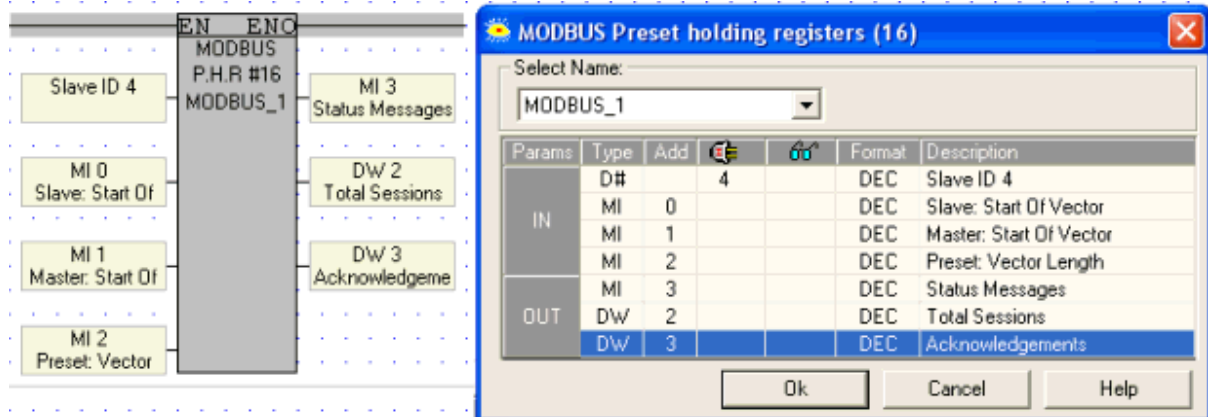 EN ENO
MODBUS
P.H.R #16
MODBUS_1
Slave ID 4
MI 0
Slave: Start Of
MI 1
Master: Start Of
MI 2
Preset: Vector
MI 3
Status Messages
DW 2
Total Sessions
DW 3
Acknowledgeme
MODBUS Preset holding registers (16)
Select Name:
MODBUS_1
Params Type Add Format Description
IN
D# 4 DEC Slave ID 4
MI 0 DEC Slave: Start Of Vector
MI 1 DEC Master: Start Of Vector
MI 2 DEC Preset: Vector Length
OUT
MI 3 DEC Status Messages
DW 2 DEC Total Sessions
DW 3 DEC Acknowledgements
Ok Cancel Help